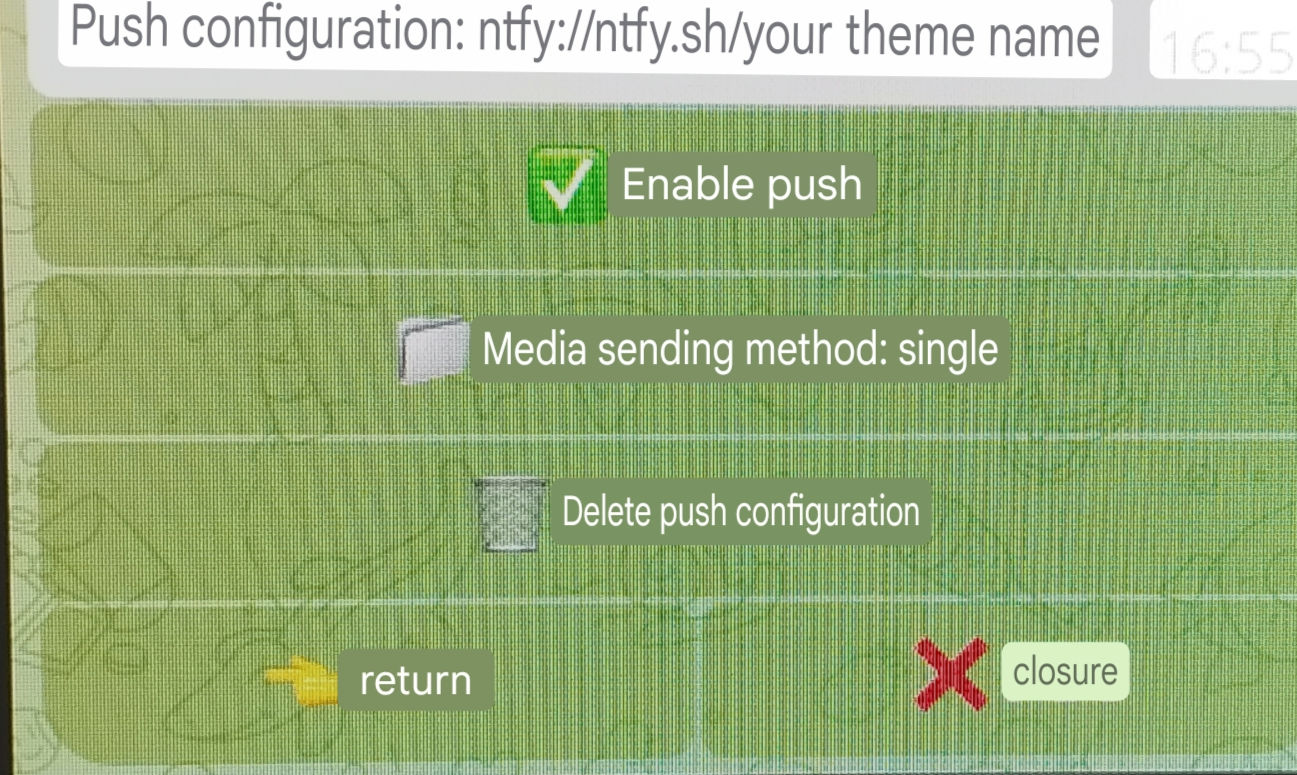 Push configuration: ntfy://ntfy.sh/your theme name
16:55
Enable push
Media sending method: single
Delete push configuration
return
closure